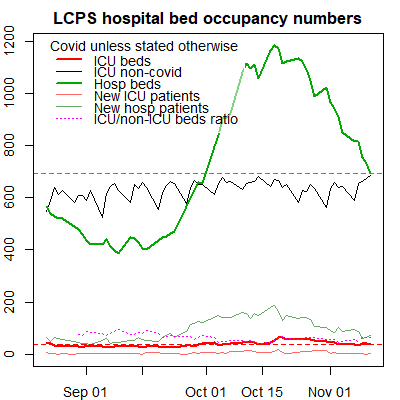 LCPS hospital bed occupancy numbers
Covid unless stated otherwise
ICU beds
ICU non-covid
Hosp beds
New ICU patients
New hosp patients
ICU/non-ICU beds ratio
1200
1000
800
600
400
200
0
Sep 01 Oct 01 Oct 15 Nov 01